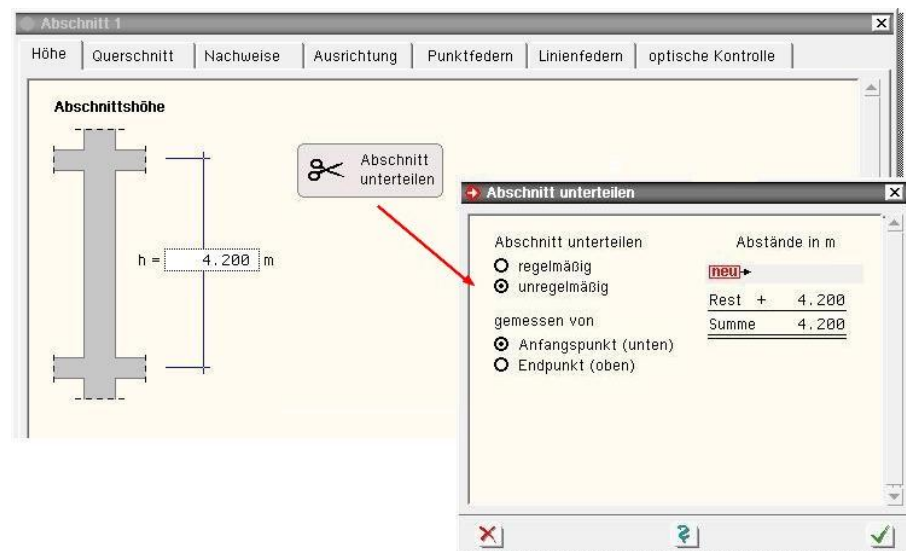 Abschnitt 1
Höhe Querschnitt Nachweise Ausrichtung Punktfedern Linienfedern optische Kontrolle
Abschnittshöhe
Abschnitt
unterteilen
h = 4.200 m
Abschnitt unterteilen
Abschnitt unterteilen
regelmäßig
unregelmäßig
gemessen von
Anfangspunkt (unten)
Endpunkt (oben)
Abstände in m
neu
Rest + 4.200
Summe 4.200